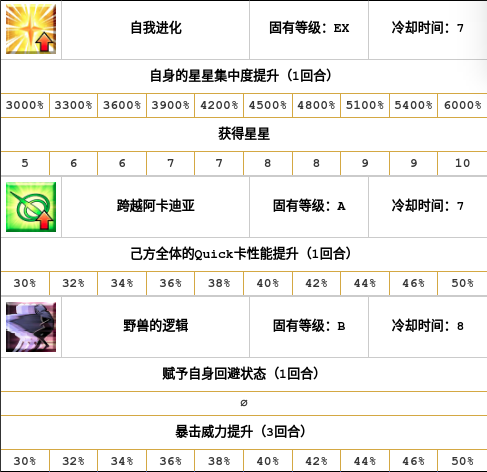 自我进化 固有等级：EX 冷却时间：7
自身的星星集中度提升（1回合）
3000% 3300% 3600% 3900% 4200% 4500% 4800% 5100% 5400% 6000%
获得星星
5 6 6 7 7 8 8 9 9 10
跨越阿卡迪亚 固有等级：A 冷却时间：7
己方全体的Quick卡性能提升（1回合）
30% 32% 34% 36% 38% 40% 42% 44% 46% 50%
野兽的逻辑 固有等级：B 冷却时间：8
赋予自身回避状态（1回合）
∅
暴击威力提升（3回合）
30% 32% 34% 36% 38% 40% 42% 44% 46% 50%